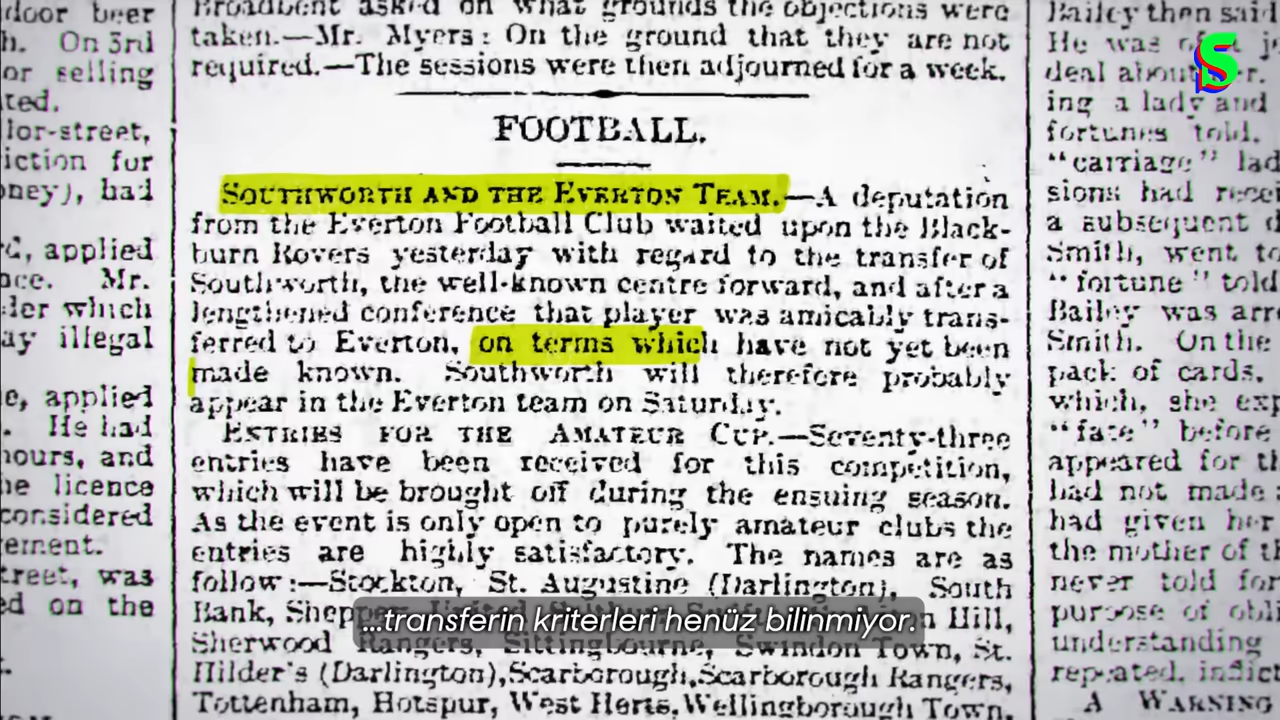 door beer
h. On 3rd
or selling
ted.
lor-street,
iction for
oney), had
C, applied
nce. Mr.
der which
ay illegal
e, applied
. He had
hours, and
he licence
considered
rement.
treet, was
ed on the
Broadbent asked on what grounds the objections were
taken.—Mr. Myers: On the ground that they are not
required.—The sessions were then adjourned for a week.
FOOTBALL.
SOUTHWORTH AND THE EVERTON TEAM.—A deputation
from the Everton Football Club waited upon the Black-
burn Rovers yesterday with regard to the transfer of
Southworth, the well-known centre forward, and after a
lengthened conference that player was amicably trans-
ferred to Everton, on terms which have not yet been
made known. Southworth will therefore probably
appear in the Everton team on Saturday.
ENTRIES FOR THE AMATEUR CUP.—Seventy-three
entries have been received for this competition,
which will be brought off during the ensuing season.
As the event is only open to purely amateur clubs the
entries are highly satisfactory. The names are as
follow:—Stockton, St. Augustine (Darlington), South
Bank, Hill,
Sherwood Rangers, Sittingbourne, Swindon Town, St.
Hilder's (Darlington), Scarborough, Scarborough Rangers,
Tottenham, Hotspur, West Herts, Wellingborough Town,
Bailey then said
He was
deal about
ing a lady and
fortunes told.
"carriage" lad
sions had rece
a subsequent d
Smith, went to
"fortune" told
Bailey was arr
Smith. On the
pack of cards.
which, she exp
"fate" before
appeared for th
had not made
had given her
the mother of th
never told for
purpose of obli
understanding
repeated, inflict
A WARNING
S
...transferin kriterleri henüz bilinmiyor.